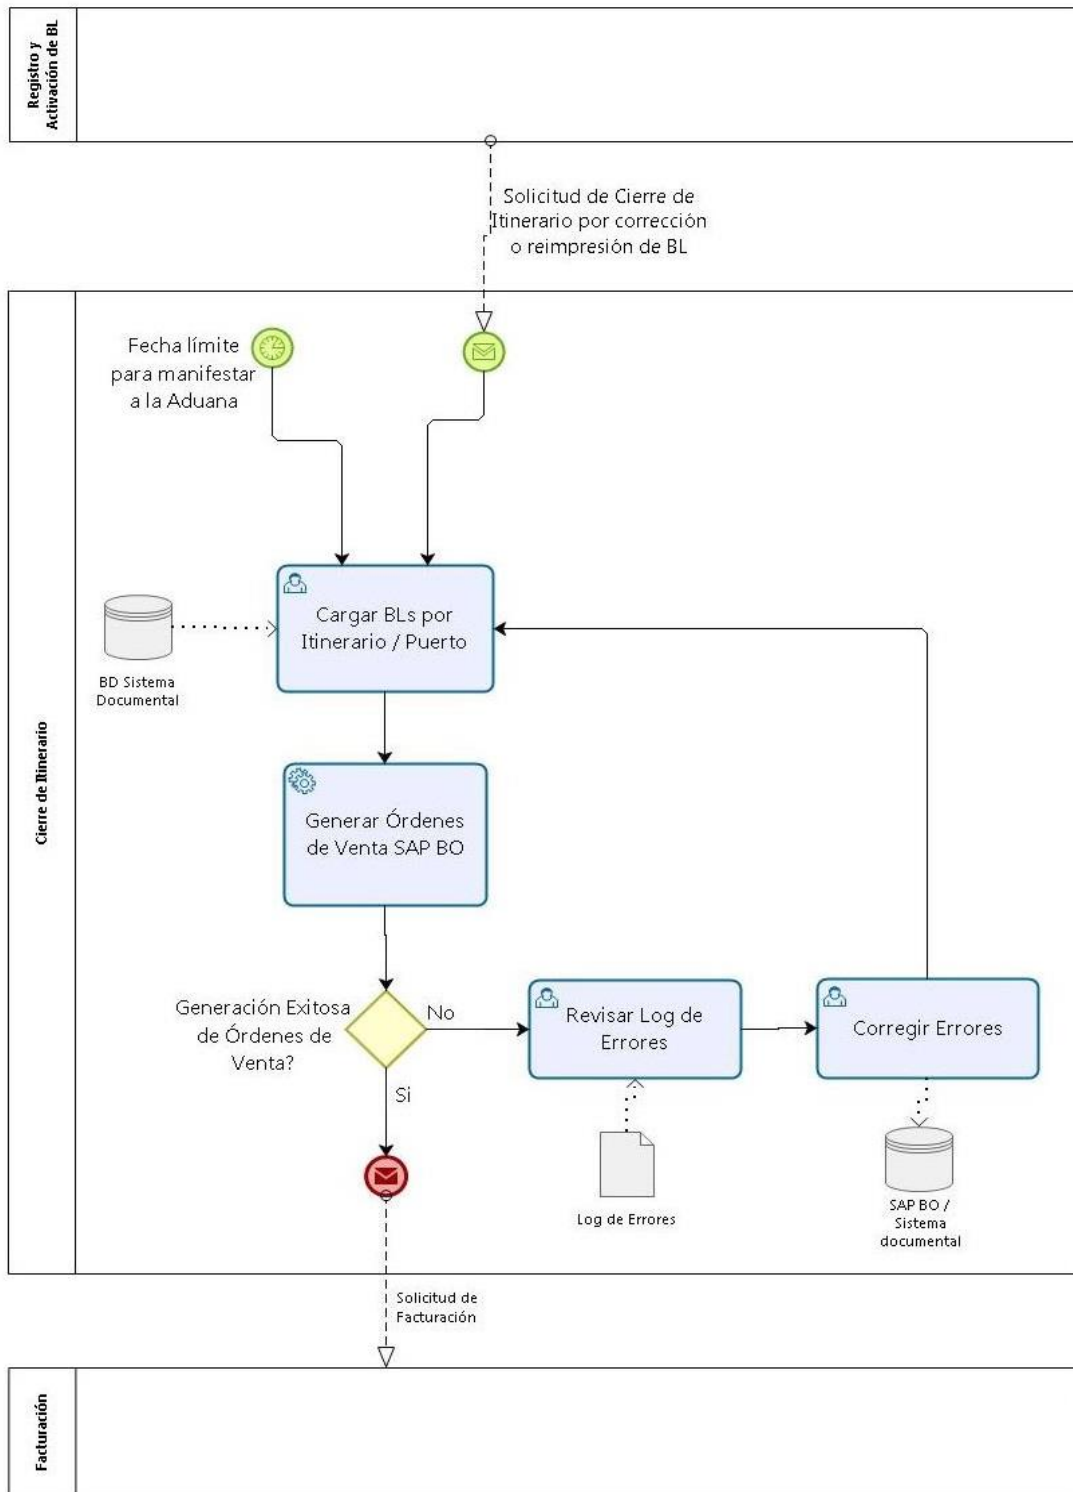 Registro y
Activación de BL
Solicitud de Cierre de
Itinerario por corrección
o reimpresión de BL
Cierre de Itinerario
Fecha límite
para manifestar
a la Aduana
Cargar BLs por
Itinerario / Puerto
BD Sistema
Documental
Generar Órdenes
de Venta SAP BO
Generación Exitosa
de Órdenes de
Venta?
No
Si
Revisar Log de
Errores
Corregir Errores
Log de Errores
SAP BO /
Sistema
documental
Solicitud de
Facturación
Facturación